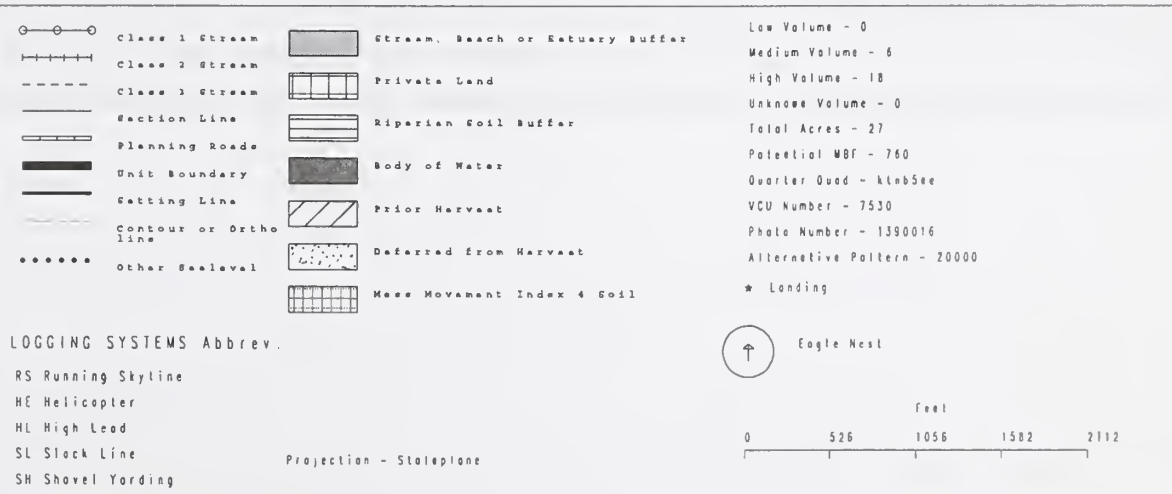 Class 1 Stream
Class 2 Stream
Class 3 Stream
Section Line
Planning Roads
Unit Boundary
Setting Line
Contour or Ortho
line
Other Sealevel
Stream, Beach or Estuary Buffer
Private Land
Riparian Soil Buffer
Body of Water
Prior Harvest
Deferred from Harvest
Mass Movement Index 4 Soil
Low Volume - 0
Medium Volume - 6
High Volume - 18
Unknown Volume - 0
Total Acres - 27
Potential MBF - 760
Quarter Quad - ktnb5ne
VCU Number - 7530
Photo Number - 1390016
Alternative Pattern - 20000
★ Landing
LOGGING SYSTEMS Abbrev.
RS Running Skyline
HE Helicopter
HL High Lead
SL Slack Line
SH Shovel Yarding
Projection - Stateplane
Eagle Nest
Feet
0 526 1056 1582 2112